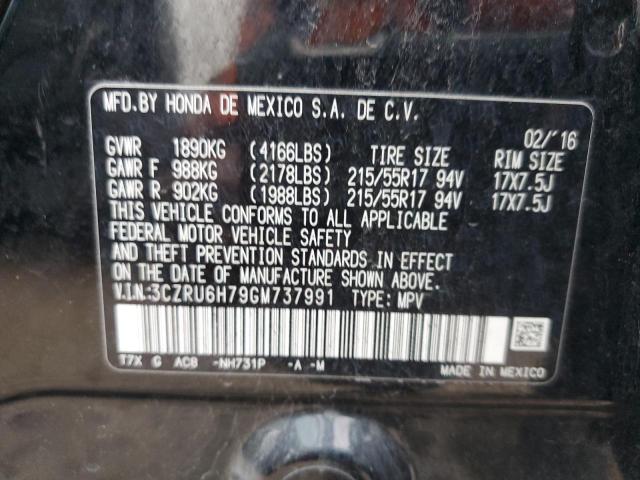 MFD.BY HONDA DE MEXICO S.A. DE C.V.
02/'16
GVWR 1890KG (4166LBS) TIRE SIZE RIM SIZE
GAWR F 988KG (2178LBS) 215/55R17 94V 17X7.5J
GAWR R 902KG (1988LBS) 215/55R17 94V 17X7.5J
THIS VEHICLE CONFORMS TO ALL APPLICABLE
FEDERAL MOTOR VEHICLE SAFETY
AND THEFT PREVENTION STANDARDS IN EFFECT
ON THE DATE OF MANUFACTURE SHOWN ABOVE.
V.I.N.:3CZRU6H79GM737991 TYPE: MPV
T7X G ACB -NH731P -A -M
MADE IN MEXICO